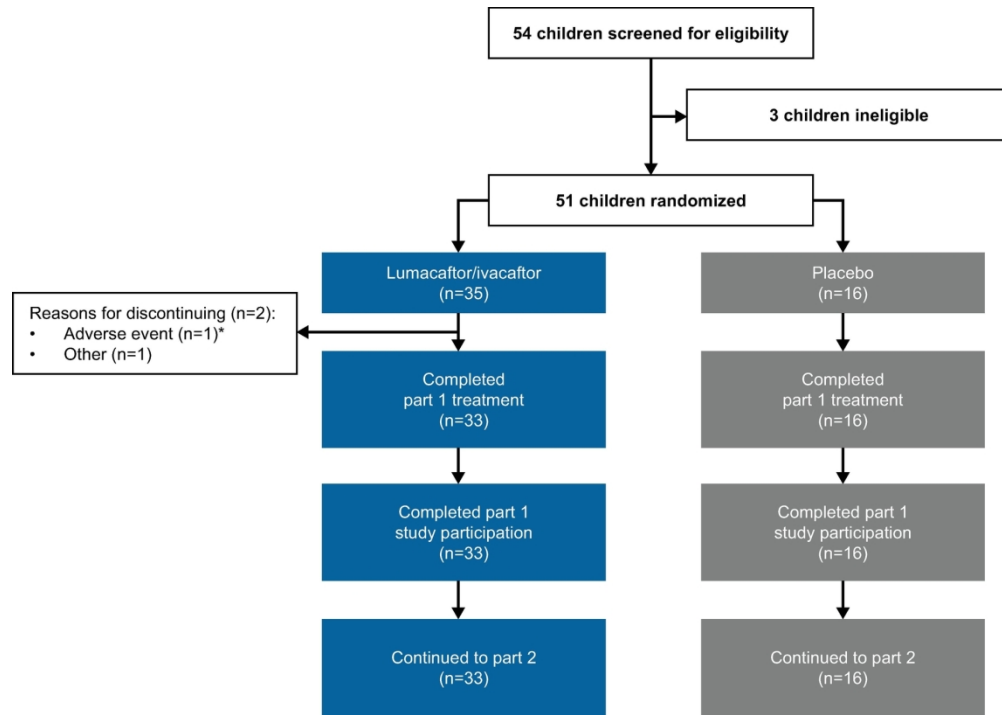 54 children screened for eligibility
3 children ineligible
51 children randomized
Lumacaftor/ivacaftor
(n=35)
Placebo
(n=16)
Reasons for discontinuing (n=2):
• Adverse event (n=1)*
• Other (n=1)
Completed
part 1 treatment
(n=33)
Completed
part 1 treatment
(n=16)
Completed part 1
study participation
(n=33)
Completed part 1
study participation
(n=16)
Continued to part 2
(n=33)
Continued to part 2
(n=16)